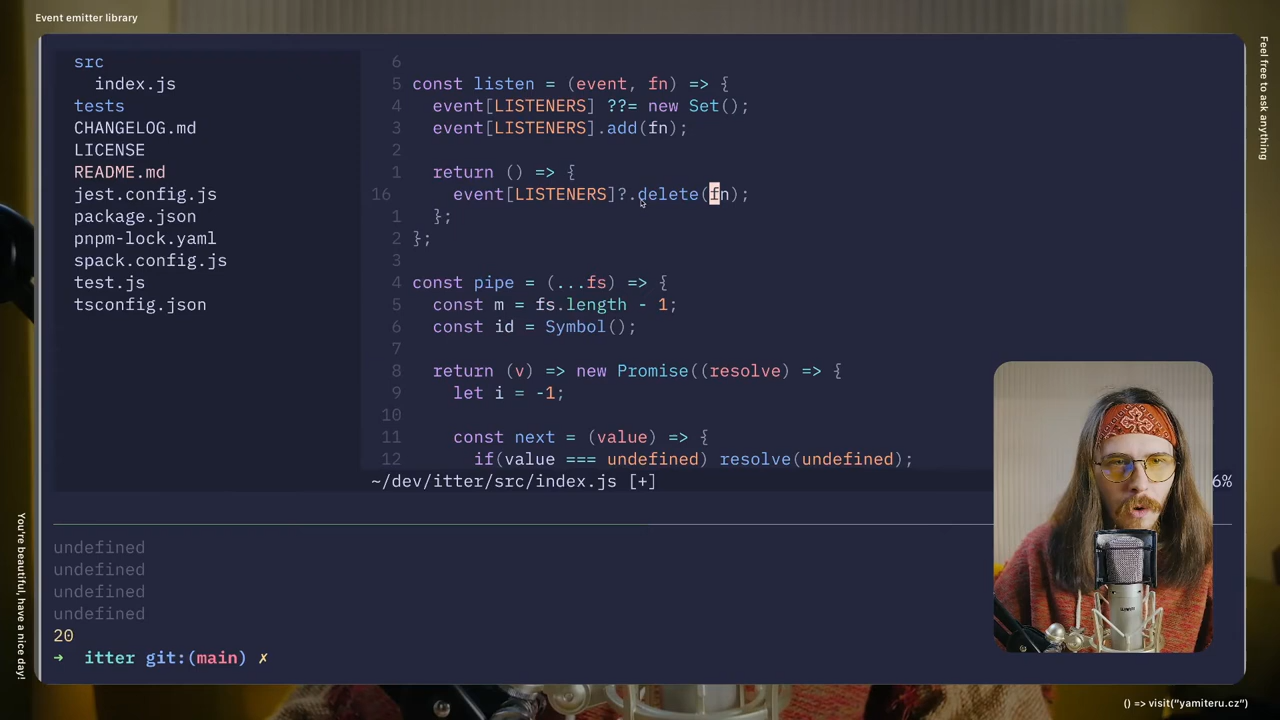 Event emitter library
Feel free to ask anything
src
index.js
tests
CHANGELOG.md
LICENSE
README.md
jest.config.js
package.json
pnpm-lock.yaml
spack.config.js
test.js
tsconfig.json
6
5 const listen = (event, fn) => {
4 event[LISTENERS] ??= new Set();
3 event[LISTENERS].add(fn);
2
1 return () => {
16 event[LISTENERS]?.delete(fn);
1 };
2 };
3
4 const pipe = (...fs) => {
5 const m = fs.length - 1;
6 const id = Symbol();
7
8 return (v) => new Promise((resolve) => {
9 let i = -1;
10
11 const next = (value) => {
12 if(value === undefined) resolve(undefined);
~/dev/itter/src/index.js [+] 6%
undefined
undefined
undefined
undefined
20
→ itter git:(main) ✗
You're beautiful, have a nice day!
() => visit("yamiteru.cz")